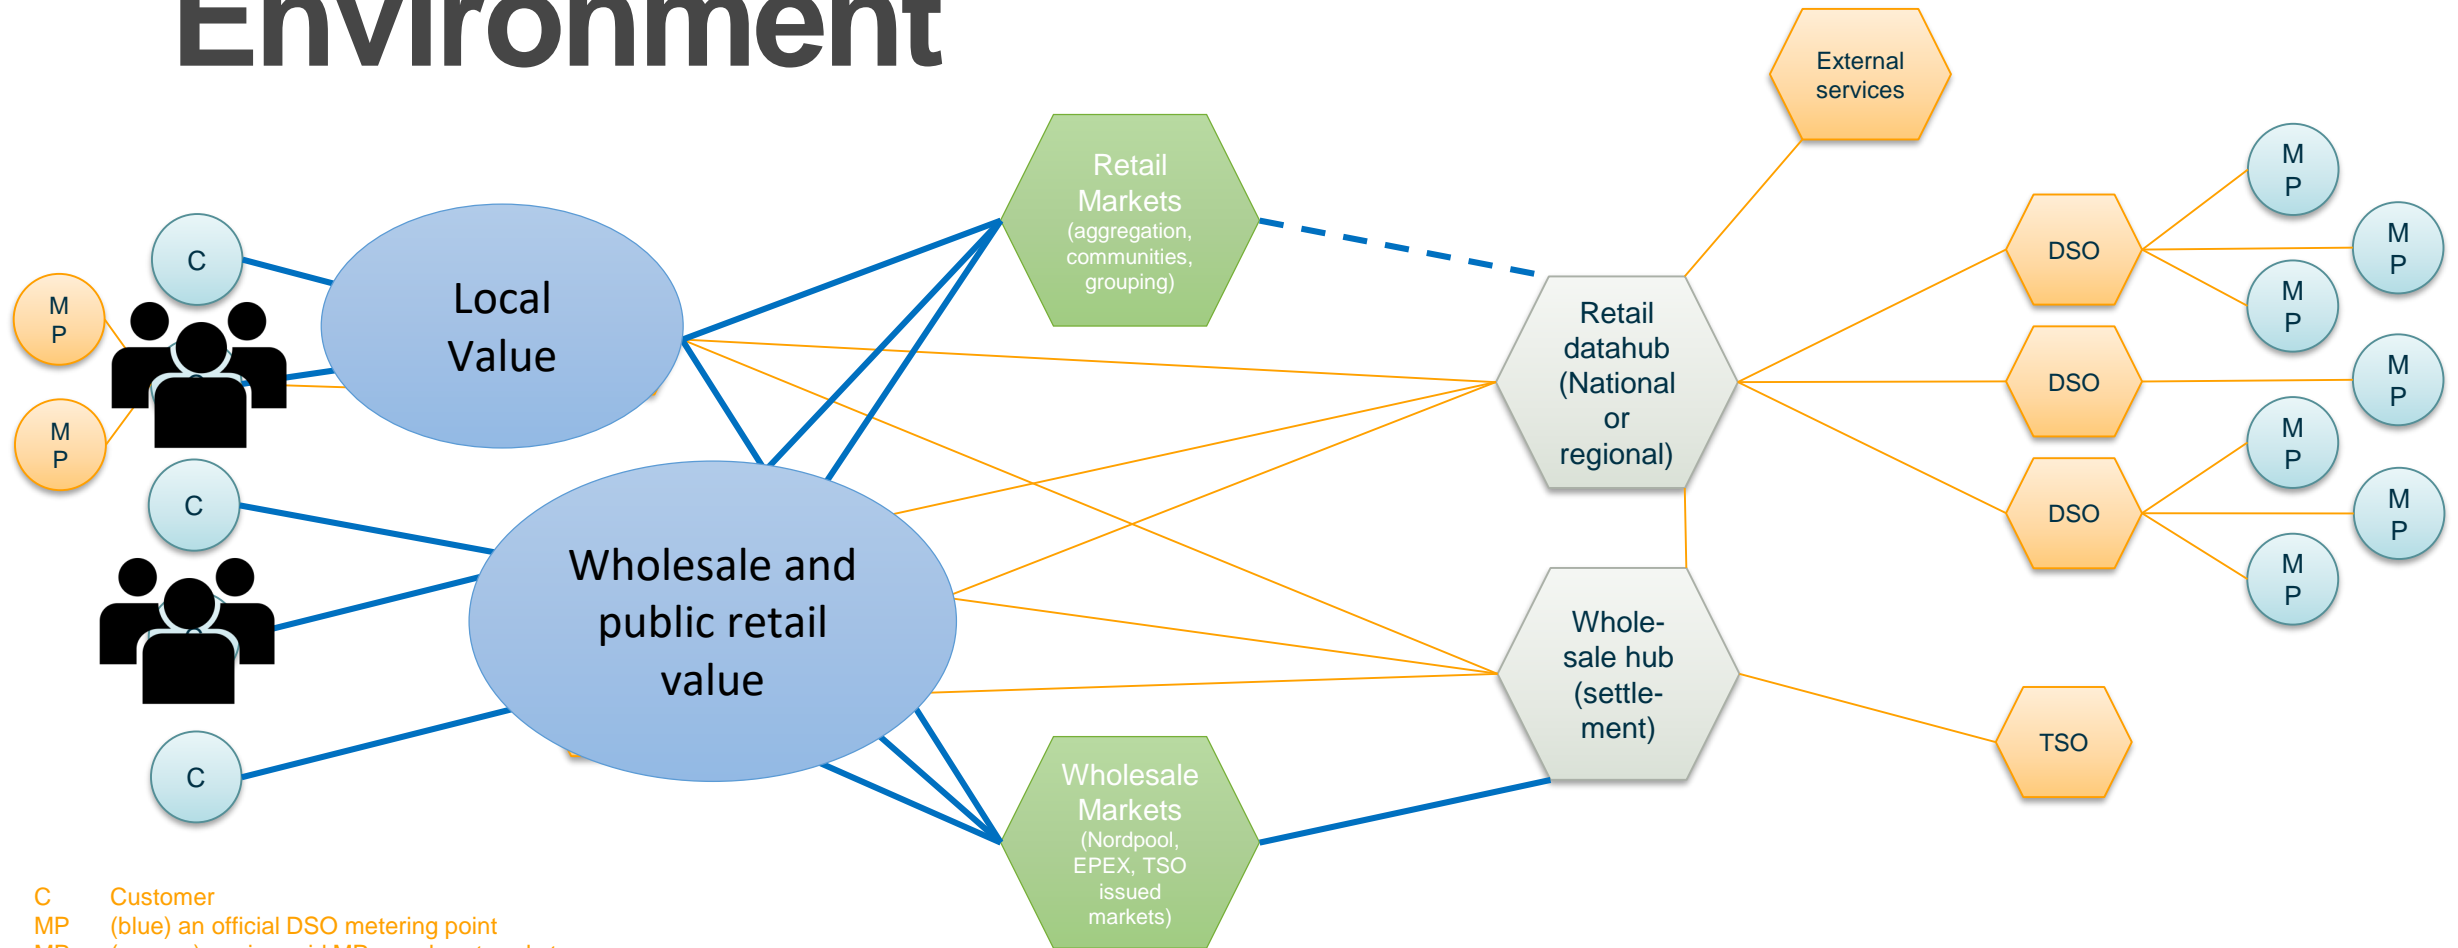 Environment
External
services
Retail
Markets
(aggregation,
communities,
grouping)
M
P
M
P
M
P
DSO
C
Local
Value
M
P
M
P
Retail
datahub
(National
or
regional)
DSO
M
P
DSO
M
P
M
P
M
P
C
Wholesale and
public retail
value
Whole-
sale hub
(settle-
ment)
TSO
C
Wholesale
Markets
(Nordpool,
EPEX, TSO
issued
markets)
C Customer
MP (blue) an official DSO metering point